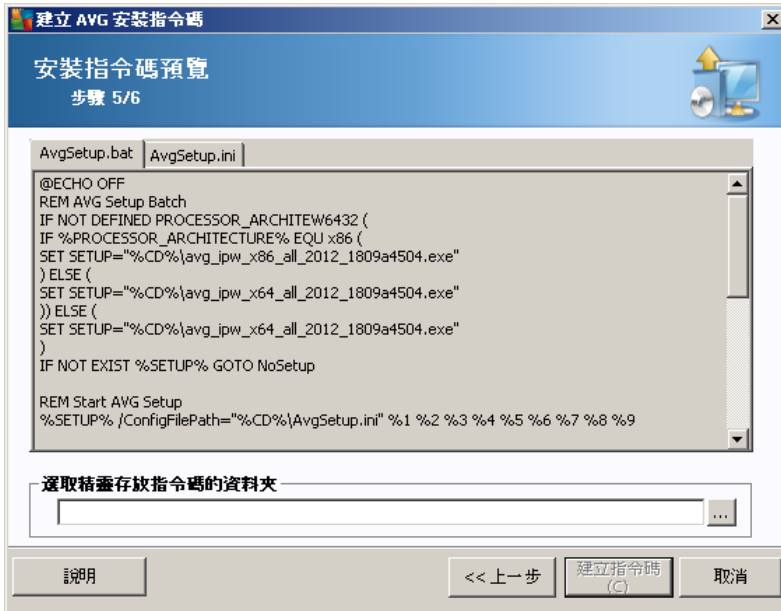 建立 AVG 安裝指令碼
安裝指令碼預覽
步驟 5/6
AvgSetup.bat
AvgSetup.ini
@ECHO OFF
REM AVG Setup Batch
IF NOT DEFINED PROCESSOR_ARCHITEW6432 (
IF %PROCESSOR_ARCHITECTURE% EQU x86 (
SET SETUP="%CD%\avg_ipw_x86_all_2012_1809a4504.exe"
) ELSE (
SET SETUP="%CD%\avg_ipw_x64_all_2012_1809a4504.exe"
)) ELSE (
SET SETUP="%CD%\avg_ipw_x64_all_2012_1809a4504.exe"
)
IF NOT EXIST %SETUP% GOTO NoSetup
REM Start AVG Setup
%SETUP% /ConfigFilePath="%CD%\AvgSetup.ini" %1 %2 %3 %4 %5 %6 %7 %8 %9
選取精靈存放指令碼的資料夾
...
說明
<< 上一步
建立指令碼
(C)
取消